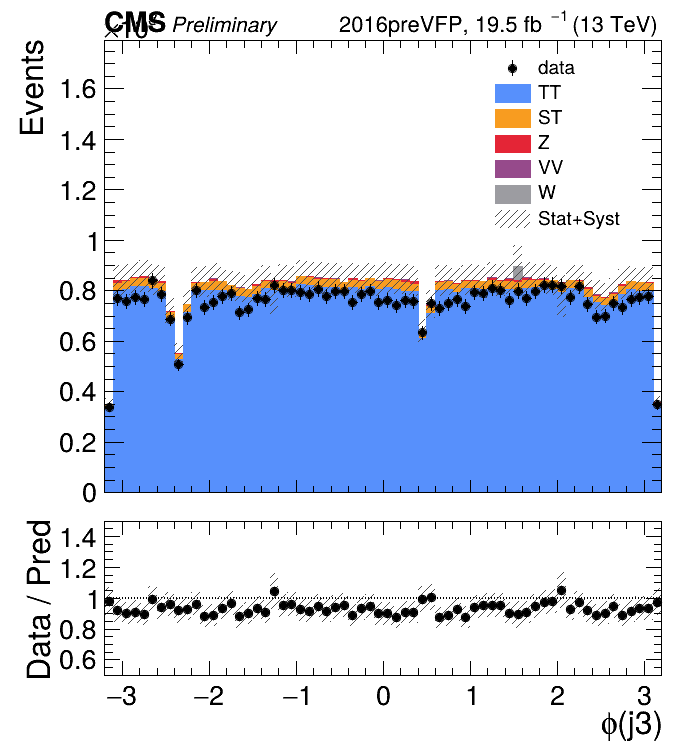 CMS Preliminary 2016preVFP, 19.5 fb⁻¹ (13 TeV)
Events
1.6
1.4
1.2
1
0.8
0.6
0.4
0.2
0
data
TT
ST
Z
VV
W
Stat+Syst
Data / Pred
1.4
1.2
1
0.8
0.6
−3 −2 −1 0 1 2 3
ϕ(j3)